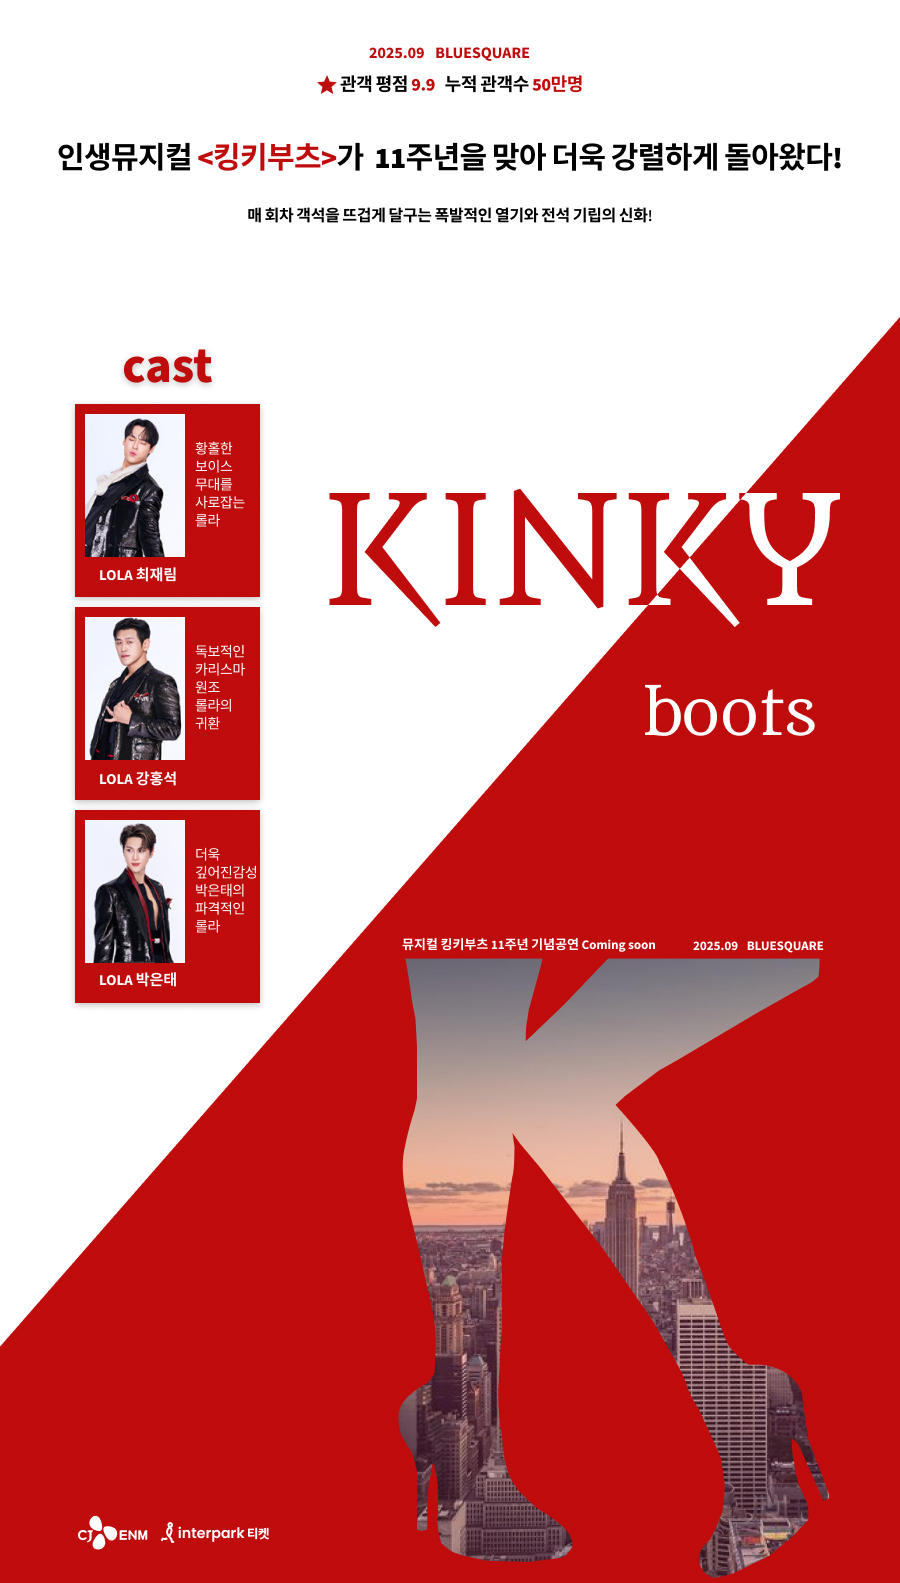 2025.09 BLUESQUARE
★ 관객 평점 9.9 누적 관객수 50만명
인생뮤지컬 <킹키부츠>가 11주년을 맞아 더욱 강렬하게 돌아왔다!
매 회차 객석을 뜨겁게 달구는 폭발적인 열기와 전석 기립의 신화!
cast
황홀한
보이스
무대를
사로잡는
롤라
LOLA 최재림
독보적인
카리스마
원조
롤라의
귀환
LOLA 강홍석
더욱
깊어진감성
박은태의
파격적인
롤라
LOLA 박은태
KINKY
boots
뮤지컬 킹키부츠 11주년 기념공연 Coming soon 2025.09 BLUESQUARE
CJ ENM interpark 티켓